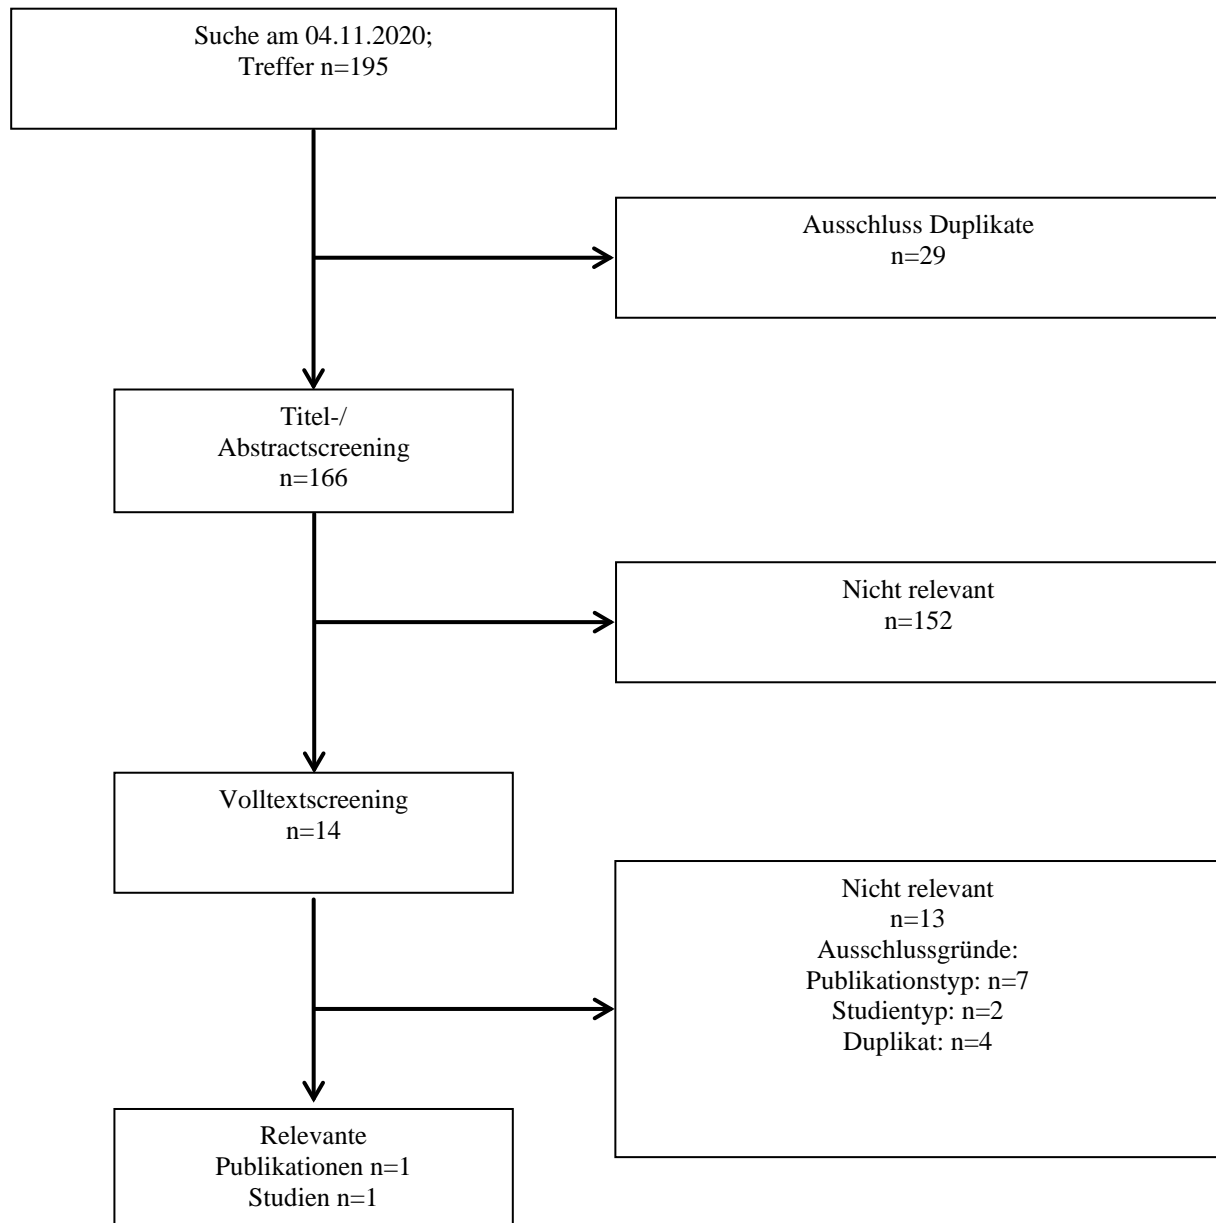 Suche am 04.11.2020;
Treffer n=195
Ausschluss Duplikate
n=29
Titel-/
Abstractscreening
n=166
Nicht relevant
n=152
Volltextscreening
n=14
Nicht relevant
n=13
Ausschlussgründe:
Publikationstyp: n=7
Studientyp: n=2
Duplikat: n=4
Relevante
Publikationen n=1
Studien n=1